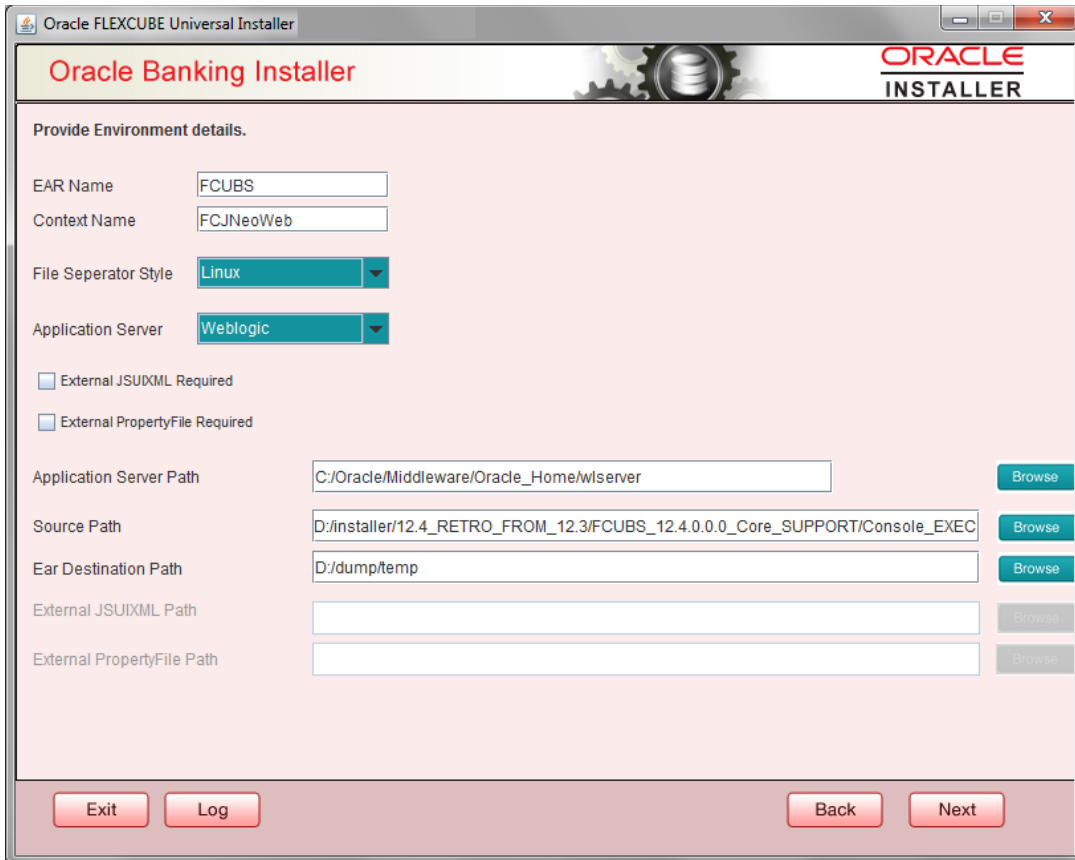 Oracle FLEXCUBE Universal Installer
Oracle Banking Installer
ORACLE
INSTALLER
Provide Environment details.
EAR Name FCUBS
Context Name FCJNeoWeb
File Seperator Style Linux
Application Server Weblogic
External JSUIXML Required
External PropertyFile Required
Application Server Path C:/Oracle/Middleware/Oracle_Home/wlserver Browse
Source Path D:/installer/12.4_RETRO_FROM_12.3/FCUBS_12.4.0.0.0_Core_SUPPORT/Console_EXEC Browse
Ear Destination Path D:/dump/temp Browse
External JSUIXML Path Browse
External PropertyFile Path Browse
Exit Log Back Next